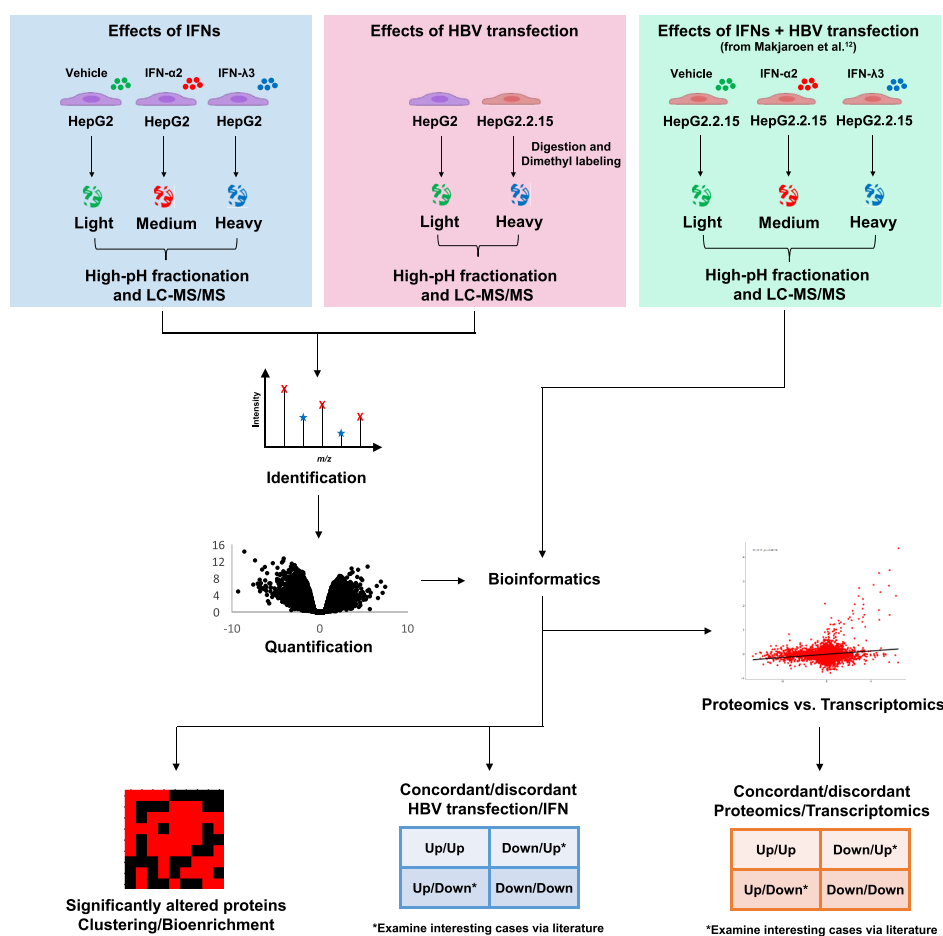 Effects of IFNs
Vehicle
IFN-α2
IFN-λ3
HepG2
HepG2
HepG2
Light
Medium
Heavy
High-pH fractionation
and LC-MS/MS
Effects of HBV transfection
HepG2
HepG2.2.15
Digestion and
Dimethyl labeling
Light
Heavy
High-pH fractionation
and LC-MS/MS
Effects of IFNs + HBV transfection
(from Makjaroen et al.¹²)
Vehicle
IFN-α2
IFN-λ3
HepG2.2.15
HepG2.2.15
HepG2.2.15
Light
Medium
Heavy
High-pH fractionation
and LC-MS/MS
Intensity
m/z
Identification
16
12
8
4
0
-10
0
10
Quantification
Bioinformatics
Proteomics vs. Transcriptomics
Significantly altered proteins
Clustering/Bioenrichment
Concordant/discordant
HBV transfection/IFN
Up/Up
Down/Up*
Up/Down*
Down/Down
*Examine interesting cases via literature
Concordant/discordant
Proteomics/Transcriptomics
Up/Up
Down/Up*
Up/Down*
Down/Down
*Examine interesting cases via literature